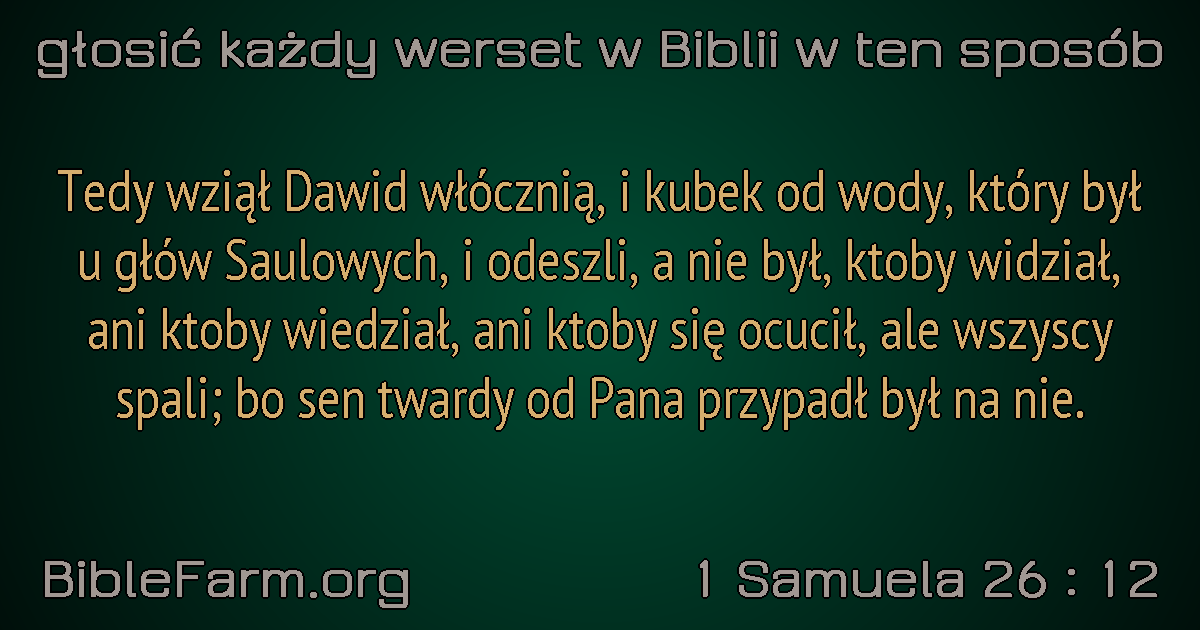 głosić każdy werset w Biblii w ten sposób
Tedy wziął Dawid włócznią, i kubek od wody, który był
u głów Saulowych, i odeszli, a nie był, ktoby widział,
ani ktoby wiedział, ani ktoby się ocucił, ale wszyscy
spali; bo sen twardy od Pana przypadł był na nie.
BibleFarm.org
1 Samuela 26 : 12